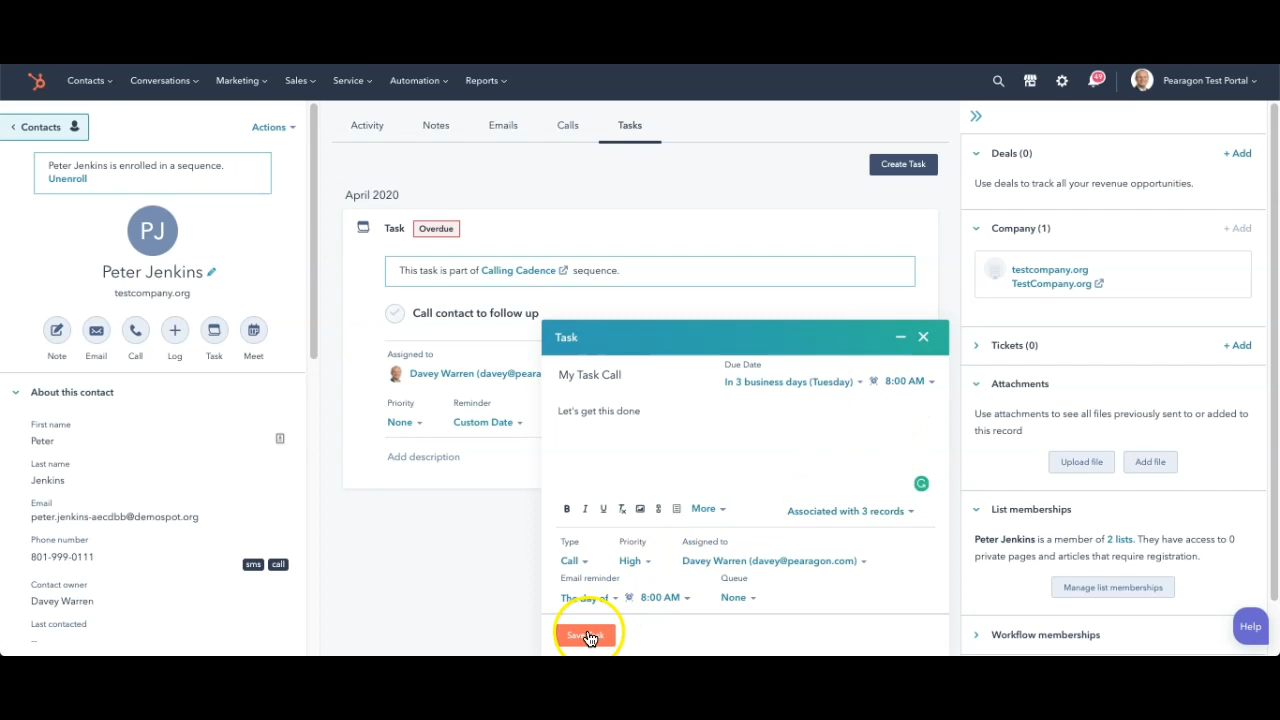 Contacts Conversations Marketing Sales Service Automation Reports 49 Pearagon Test Portal
Contacts
Actions
Peter Jenkins is enrolled in a sequence.
Unenroll
PJ
Peter Jenkins
testcompany.org
Note Email Call Log Task Meet
About this contact
First name
Peter
Last name
Jenkins
Email
peter.jenkins-aecdbb@demospot.org
Phone number
801-999-0111
sms call
Contact owner
Davey Warren
Last contacted
--
Activity Notes Emails Calls Tasks
Create Task
April 2020
Task Overdue
This task is part of Calling Cadence sequence.
Call contact to follow up
Assigned to
Davey Warren (davey@peara
Priority Reminder
None Custom Date
Add description
Task
My Task Call
Due Date
In 3 business days (Tuesday) 8:00 AM
Let's get this done
B I U Tx More Associated with 3 records
Type Priority Assigned to
Call High Davey Warren (davey@pearagon.com)
Email reminder Queue
The day of 8:00 AM None
Save
Deals (0) + Add
Use deals to track all your revenue opportunities.
Company (1) + Add
testcompany.org
TestCompany.org
Tickets (0) + Add
Attachments
Use attachments to see all files previously sent to or added to
this record
Upload file Add file
List memberships
Peter Jenkins is a member of 2 lists. They have access to 0
private pages and articles that require registration.
Manage list memberships
Workflow memberships
Help